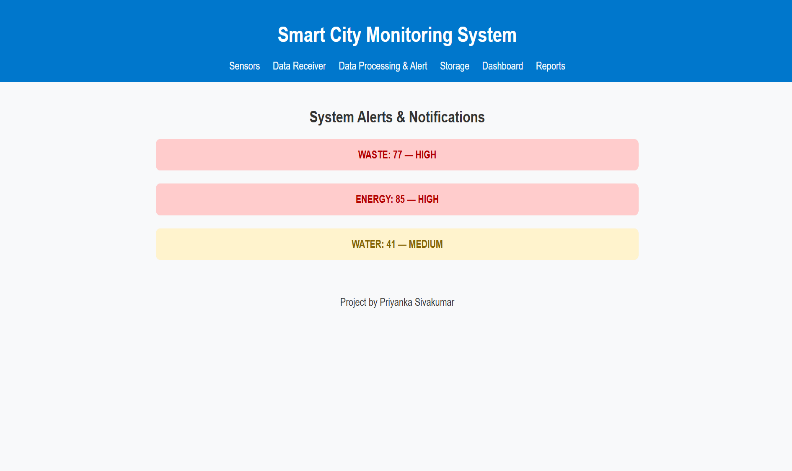 Smart City Monitoring System
Sensors Data Receiver Data Processing & Alert Storage Dashboard Reports
System Alerts & Notifications
WASTE: 77 — HIGH
ENERGY: 85 — HIGH
WATER: 41 — MEDIUM
Project by Priyanka Sivakumar